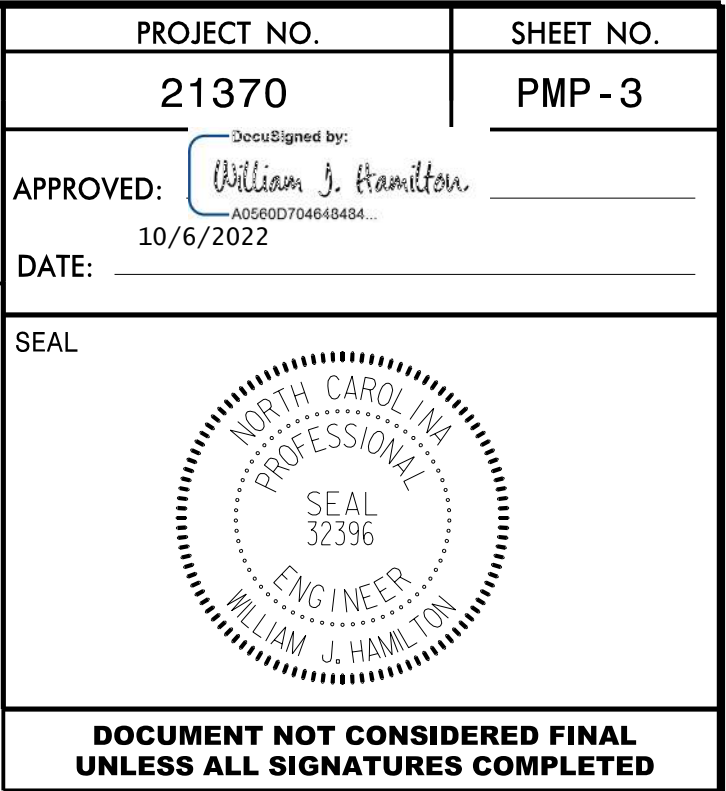 PROJECT NO.
SHEET NO.
21370
PMP-3
DocuSigned by:
APPROVED:
William J. Hamilton
A0560D704648484...
10/6/2022
DATE:
SEAL
NORTH CAROLINA
PROFESSIONAL
SEAL
32396
ENGINEER
WILLIAM J. HAMILTON
DOCUMENT NOT CONSIDERED FINAL
UNLESS ALL SIGNATURES COMPLETED